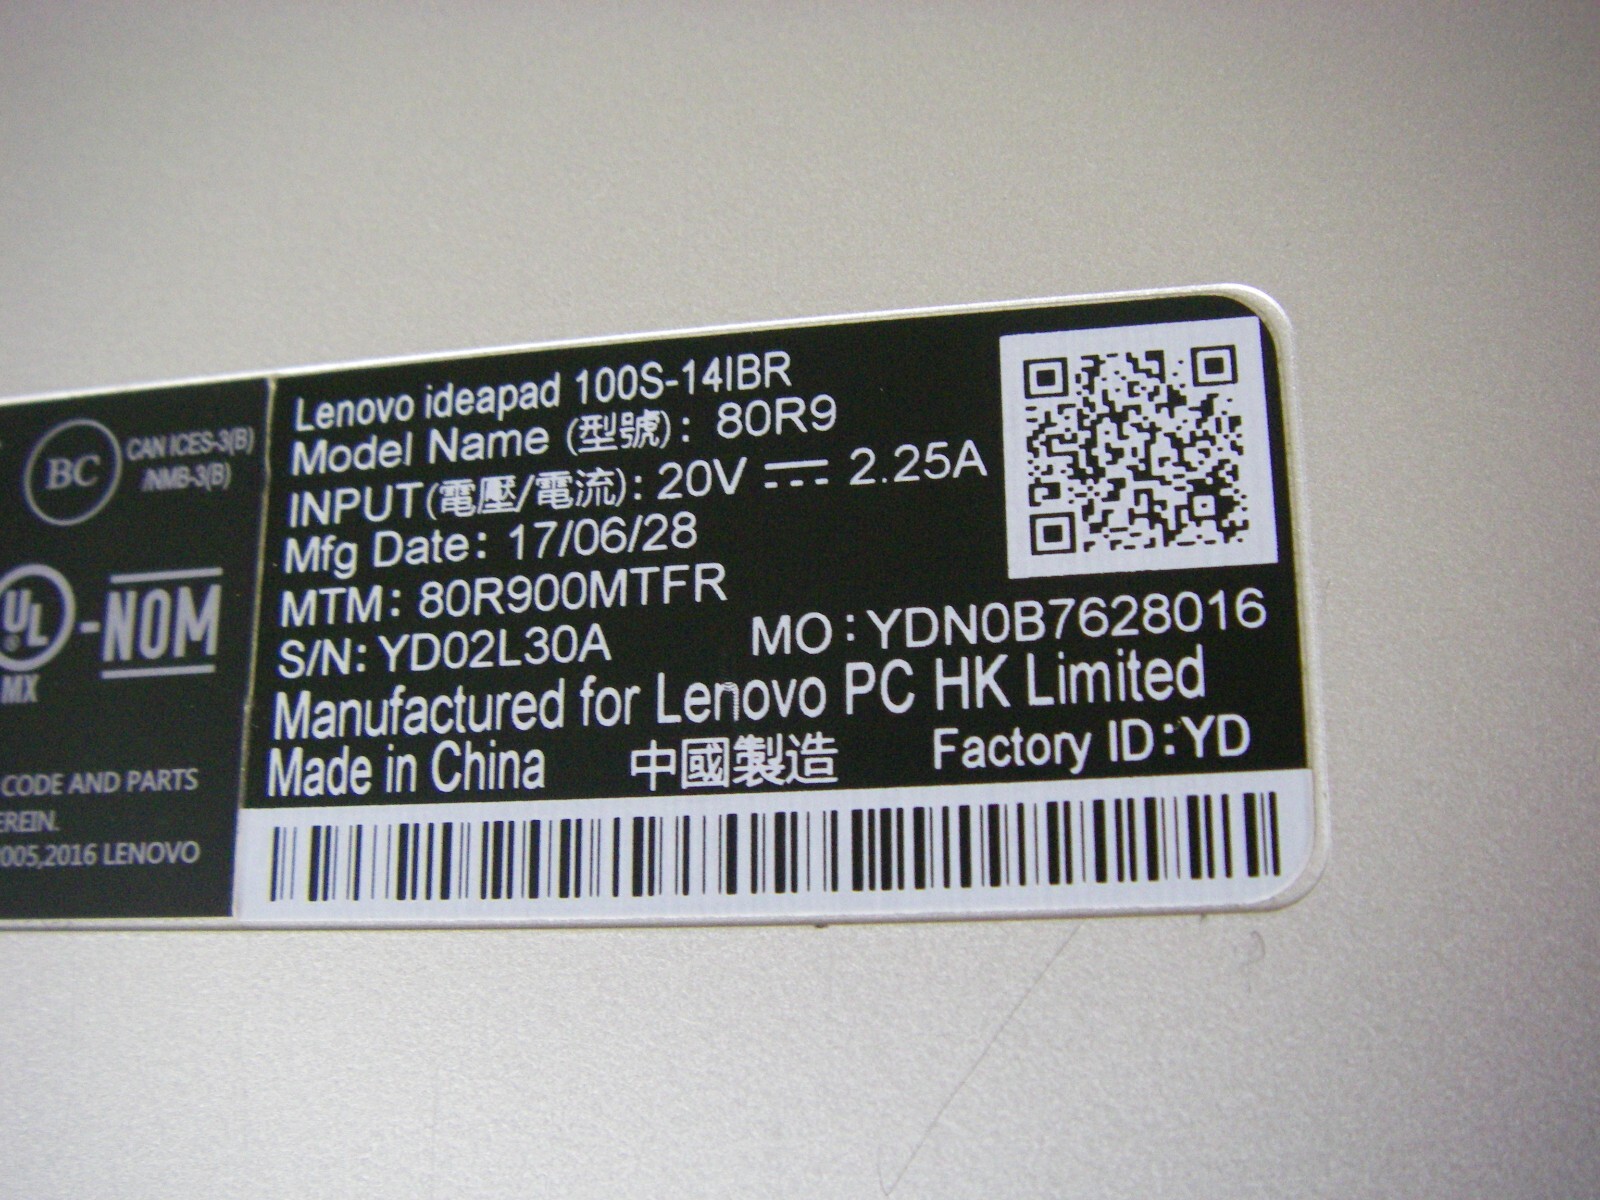 BC
CAN ICES-3(B)
/NMB-3(B)
UL
MX
-NOM
CODE AND PARTS
EREIN.
005,2016 LENOVO
Lenovo ideapad 100S-14IBR
Model Name (型號): 80R9
INPUT(電壓/電流): 20V ⎓ 2.25A
Mfg Date: 17/06/28
MTM: 80R900MTFR
S/N: YD02L30A MO:YDN0B7628016
Manufactured for Lenovo PC HK Limited
Made in China 中國製造 Factory ID:YD